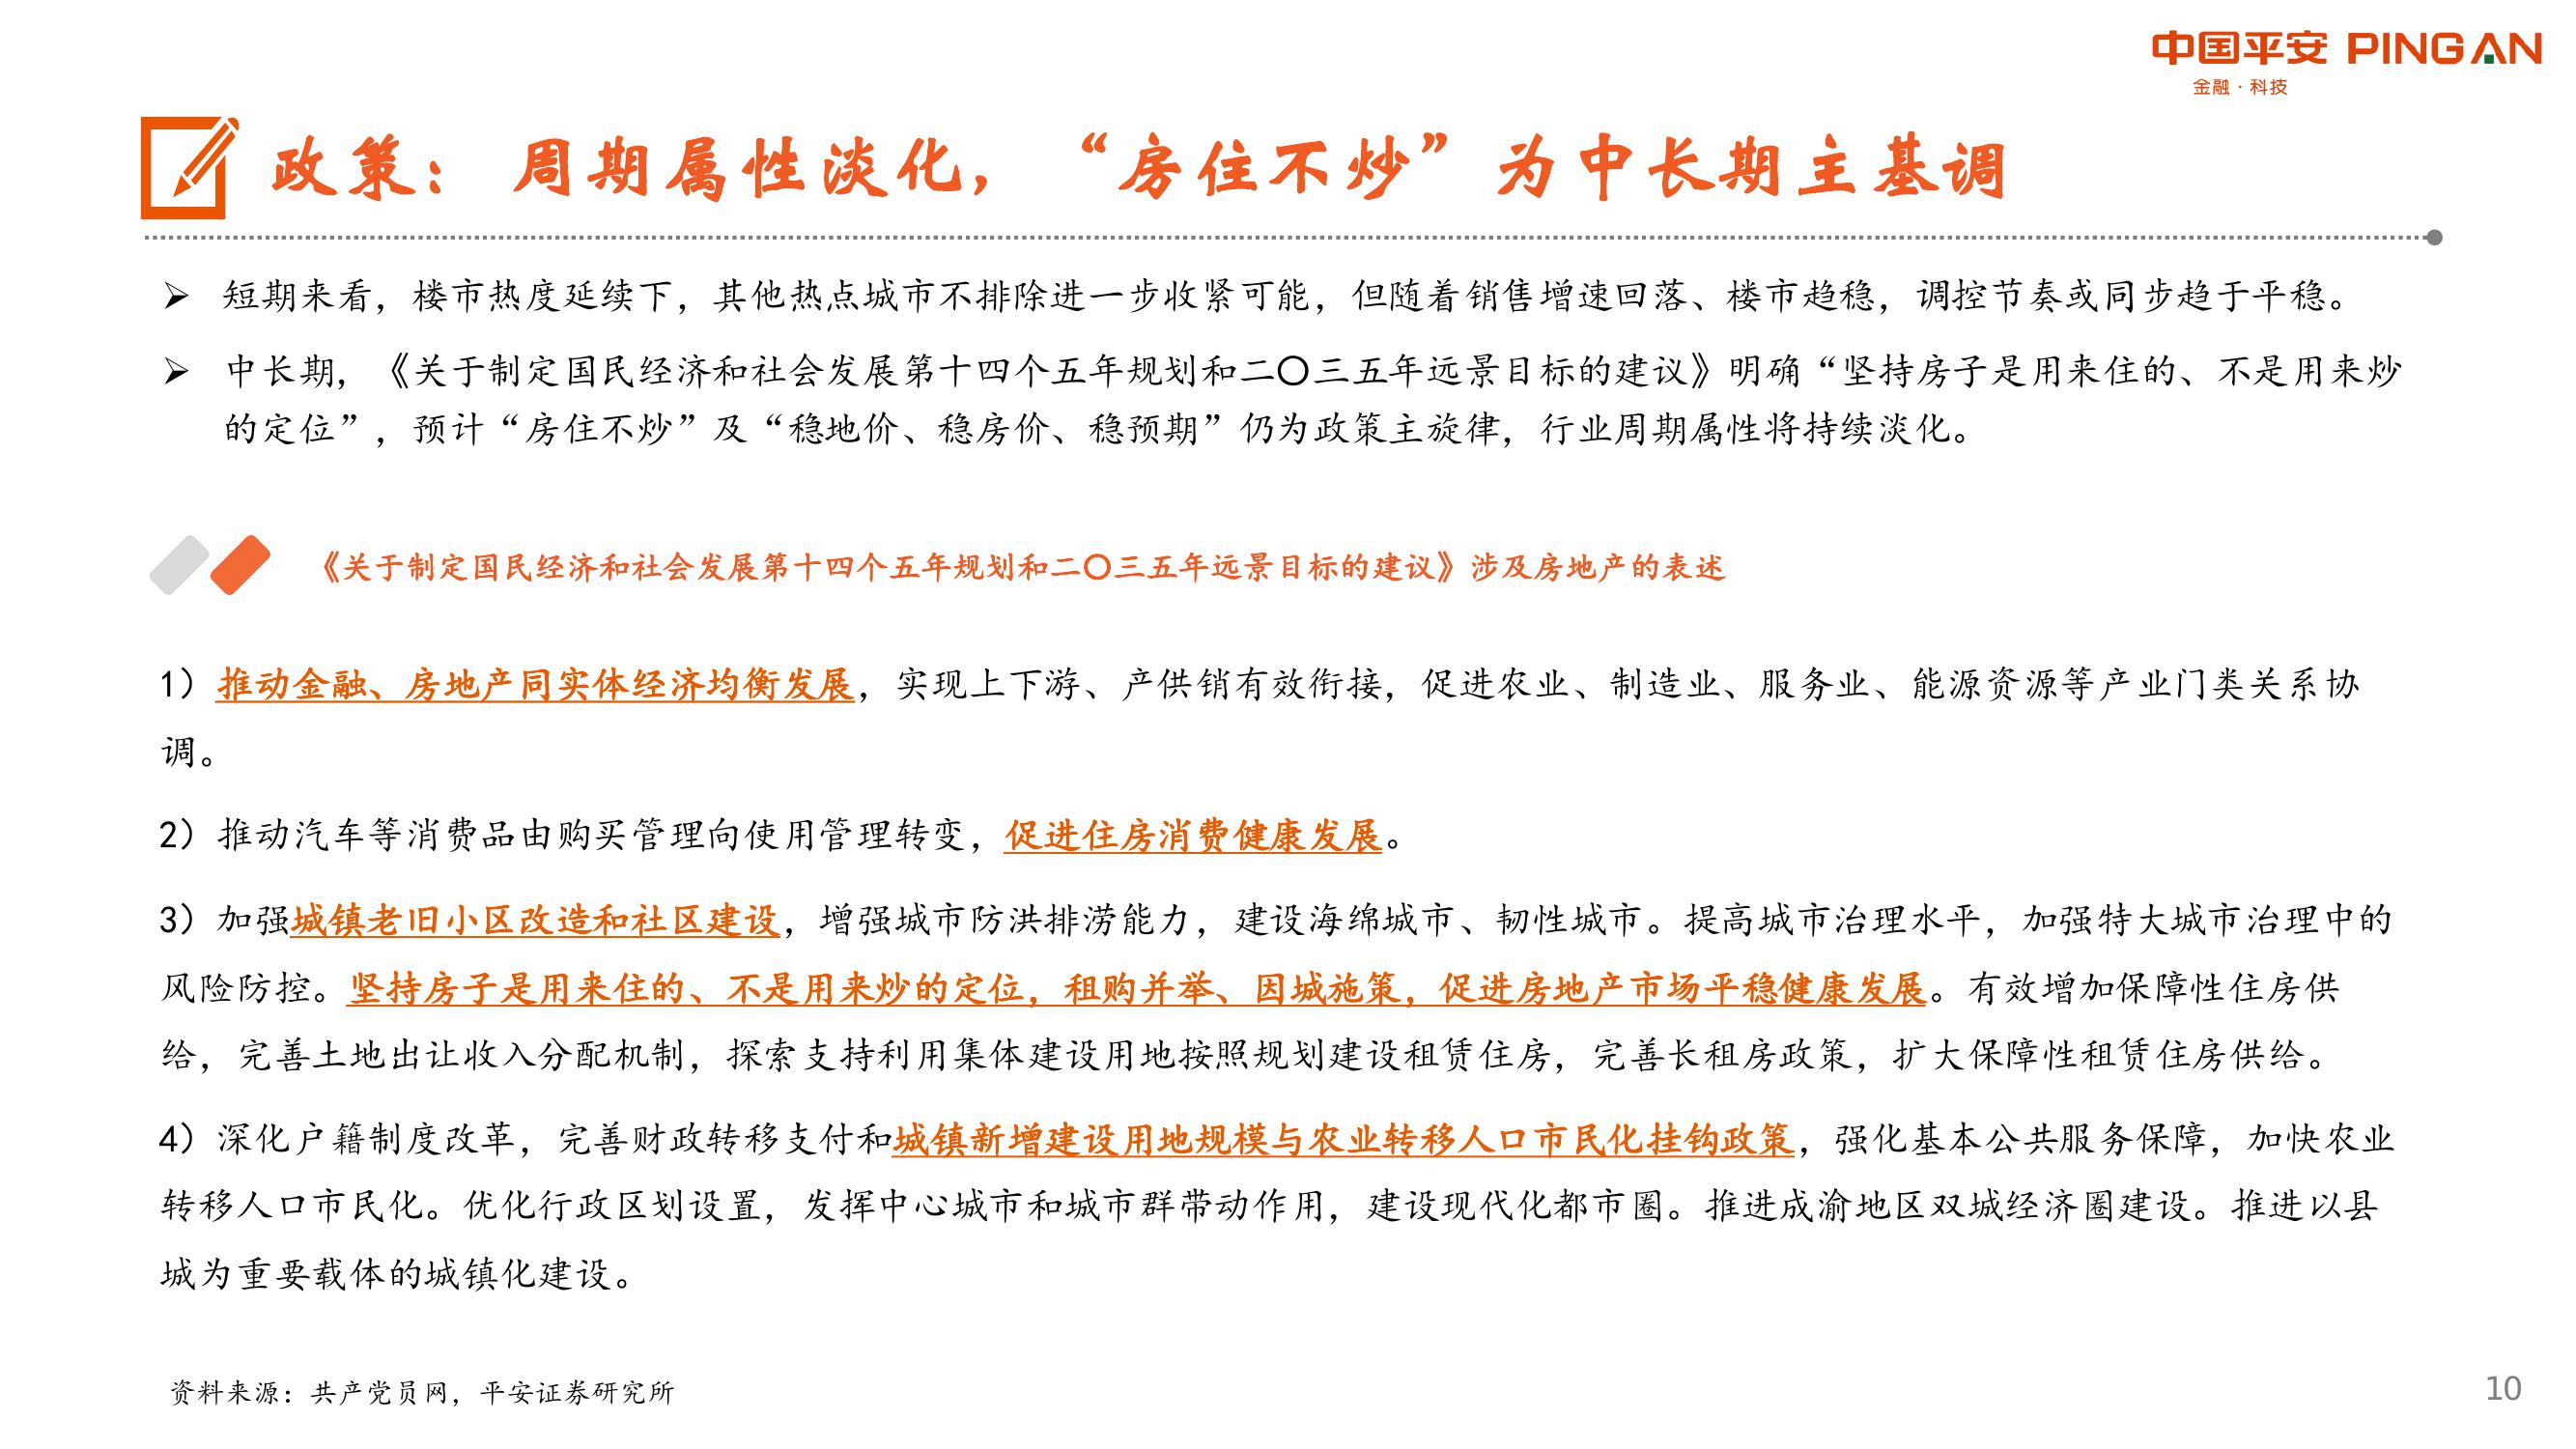 中国平安 PINGAN
金融·科技
政策：周期属性淡化，“房住不炒”为中长期主基调
短期来看，楼市热度延续下，其他热点城市不排除进一步收紧可能，但随着销售增速回落、楼市趋稳，调控节奏或同步趋于平稳。
中长期，《关于制定国民经济和社会发展第十四个五年规划和二〇三五年远景目标的建议》明确“坚持房子是用来住的、不是用来炒
的定位”，预计“房住不炒”及“稳地价、稳房价、稳预期”仍为政策主旋律，行业周期属性将持续淡化。
《关于制定国民经济和社会发展第十四个五年规划和二〇三五年远景目标的建议》涉及房地产的表述
1）推动金融、房地产同实体经济均衡发展，实现上下游、产供销有效衔接，促进农业、制造业、服务业、能源资源等产业门类关系协
调。
2）推动汽车等消费品由购买管理向使用管理转变，促进住房消费健康发展。
3）加强城镇老旧小区改造和社区建设，增强城市防洪排涝能力，建设海绵城市、韧性城市。提高城市治理水平，加强特大城市治理中的
风险防控。坚持房子是用来住的、不是用来炒的定位，租购并举、因城施策，促进房地产市场平稳健康发展。有效增加保障性住房供
给，完善土地出让收入分配机制，探索支持利用集体建设用地按照规划建设租赁住房，完善长租房政策，扩大保障性租赁住房供给。
4）深化户籍制度改革，完善财政转移支付和城镇新增建设用地规模与农业转移人口市民化挂钩政策，强化基本公共服务保障，加快农业
转移人口市民化。优化行政区划设置，发挥中心城市和城市群带动作用，建设现代化都市圈。推进成渝地区双城经济圈建设。推进以县
城为重要载体的城镇化建设。
资料来源：共产党员网，平安证券研究所
10